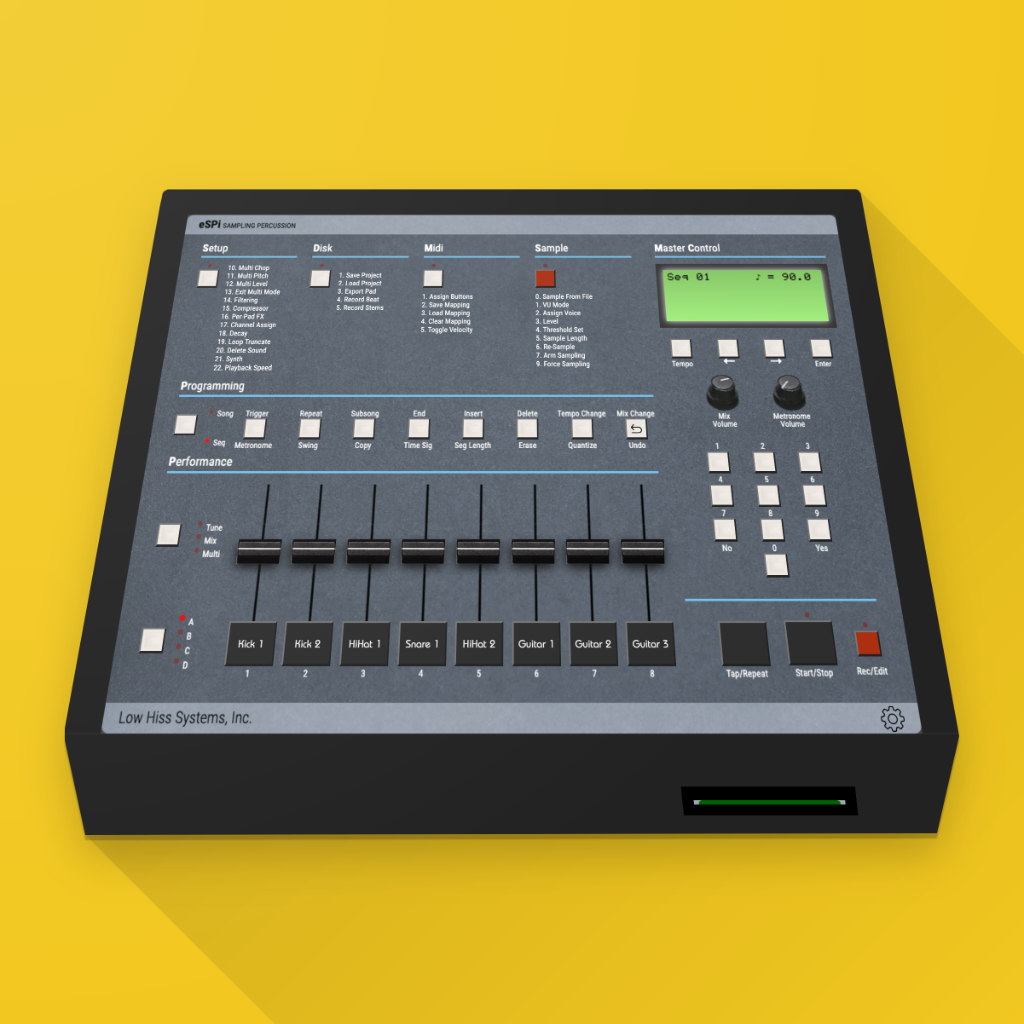 eSPi SAMPLING PERCUSSION
Setup
10. Multi Chop
11. Multi Pitch
12. Multi Level
13. Exit Multi Mode
14. Filtering
15. Compressor
16. Per Pad FX
17. Channel Assign
18. Decay
19. Loop Truncate
20. Delete Sound
21. Synth
22. Playback Speed
Disk
1. Save Project
2. Load Project
3. Export Pad
4. Record Beat
5. Record Stems
Midi
1. Assign Buttons
2. Save Mapping
3. Load Mapping
4. Clear Mapping
5. Toggle Velocity
Sample
0. Sample From File
1. VU Mode
2. Assign Voice
3. Level
4. Threshold Set
5. Sample Length
6. Re-Sample
7. Arm Sampling
9. Force Sampling
Master Control
Seq 01 ♪ = 90.0
Tempo ← → Enter
Mix Volume
Metronome Volume
Programming
Song
Seq
Trigger Repeat Subsong End Insert Delete Tempo Change Mix Change
Metronome Swing Copy Time Sig Seg Length Erase Quantize Undo
1 2 3
4 5 6
7 8 9
No 0 Yes
Performance
Tune
Mix
Multi
A
B
C
D
Kick 1 Kick 2 HiHat 1 Snare 1 HiHat 2 Guitar 1 Guitar 2 Guitar 3
1 2 3 4 5 6 7 8
Tap/Repeat Start/Stop Rec/Edit
Low Hiss Systems, Inc.